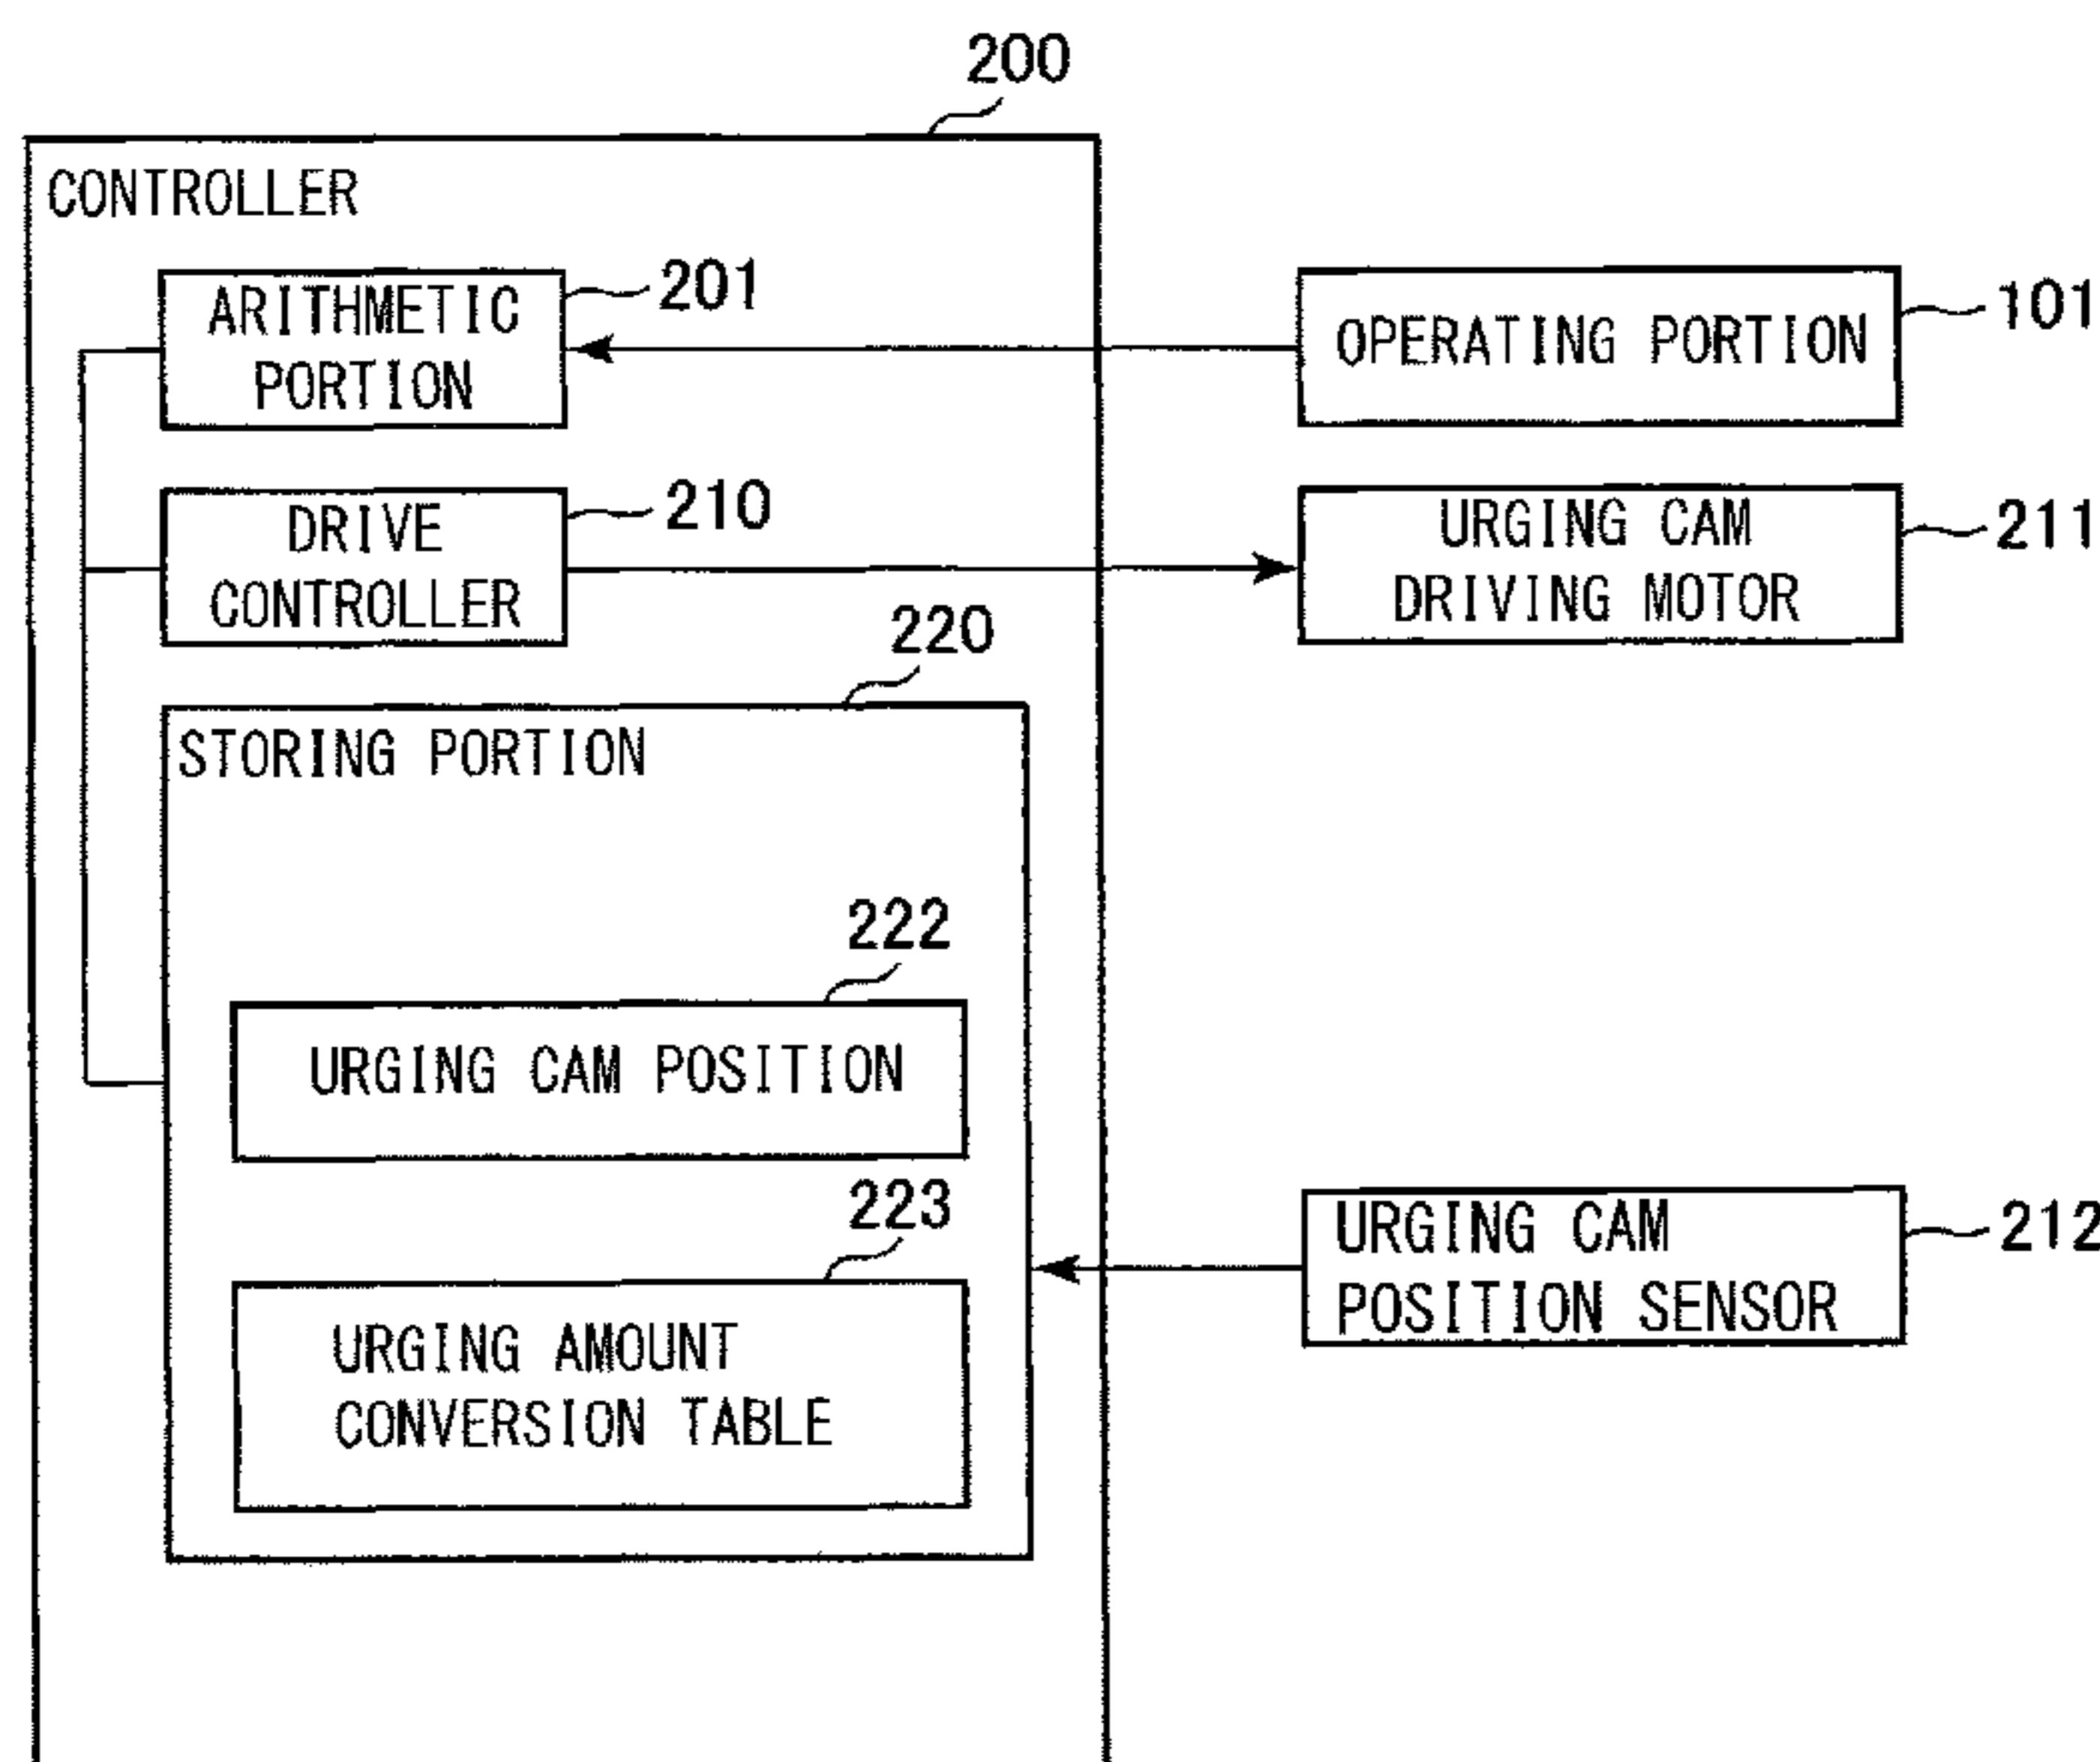 200
CONTROLLER
ARITHMETIC
PORTION
201
OPERATING PORTION
101
DRIVE
CONTROLLER
210
URGING CAM
DRIVING MOTOR
211
220
STORING PORTION
222
URGING CAM POSITION
223
URGING AMOUNT
CONVERSION TABLE
URGING CAM
POSITION SENSOR
212